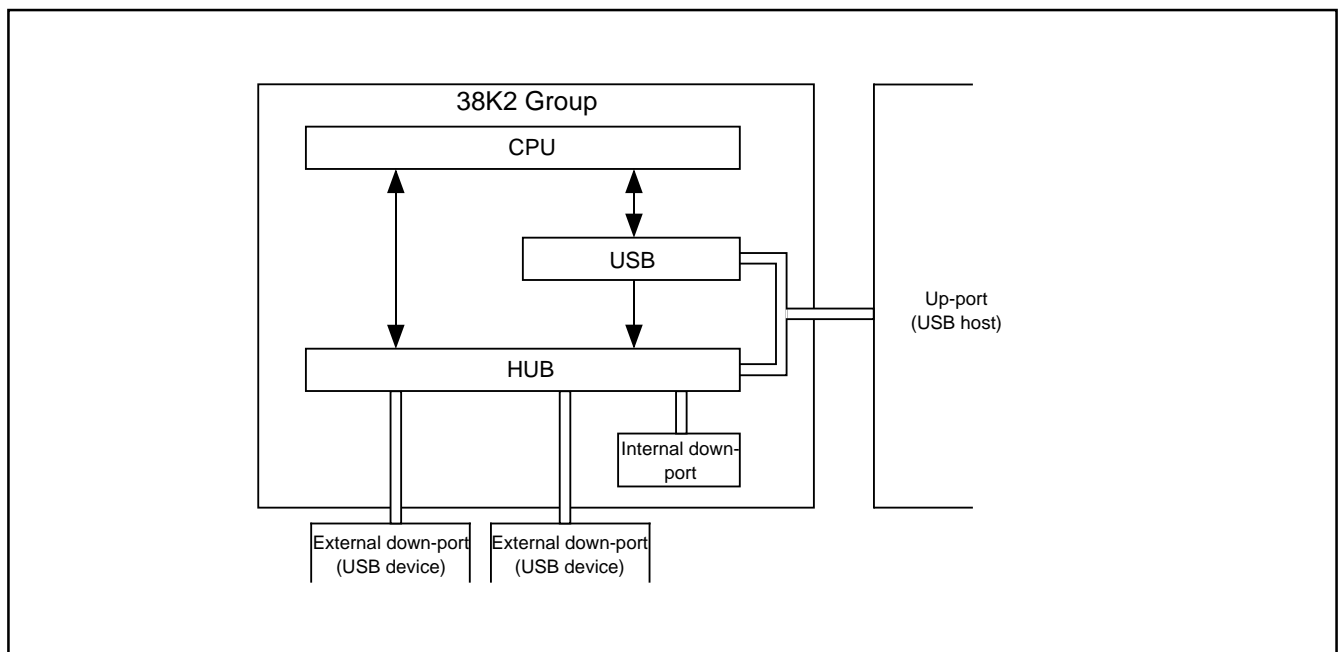 38K2 Group
CPU
USB
Up-port
(USB host)
HUB
Internal down-
port
External down-port
(USB device)
External down-port
(USB device)